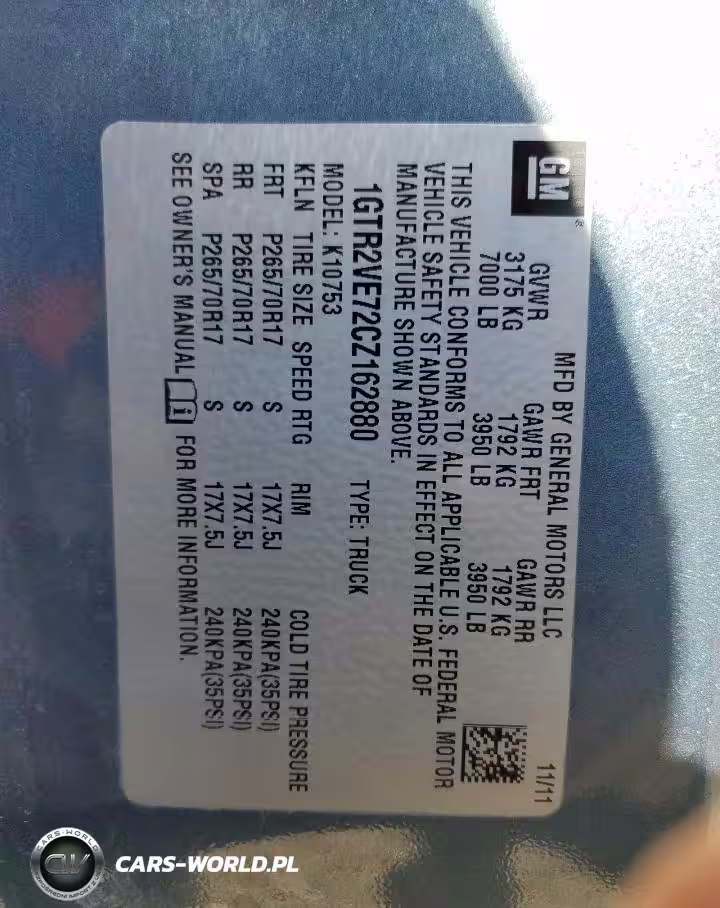 GM
®
MFD BY GENERAL MOTORS LLC 11/11
GVWR GAWR FRT GAWR RR
3175 KG 1792 KG 1792 KG
7000 LB 3950 LB 3950 LB
THIS VEHICLE CONFORMS TO ALL APPLICABLE U.S. FEDERAL MOTOR
VEHICLE SAFETY STANDARDS IN EFFECT ON THE DATE OF
MANUFACTURE SHOWN ABOVE.
1GTR2VE72CZ162880 TYPE: TRUCK
MODEL: K10753
KFLN TIRE SIZE SPEED RTG RIM COLD TIRE PRESSURE
FRT P265/70R17 S 17X7.5J 240KPA(35PSI)
RR P265/70R17 S 17X7.5J 240KPA(35PSI)
SPA P265/70R17 S 17X7.5J 240KPA(35PSI)
SEE OWNER'S MANUAL i FOR MORE INFORMATION.
CARS-WORLD
CARS-WORLD.PL